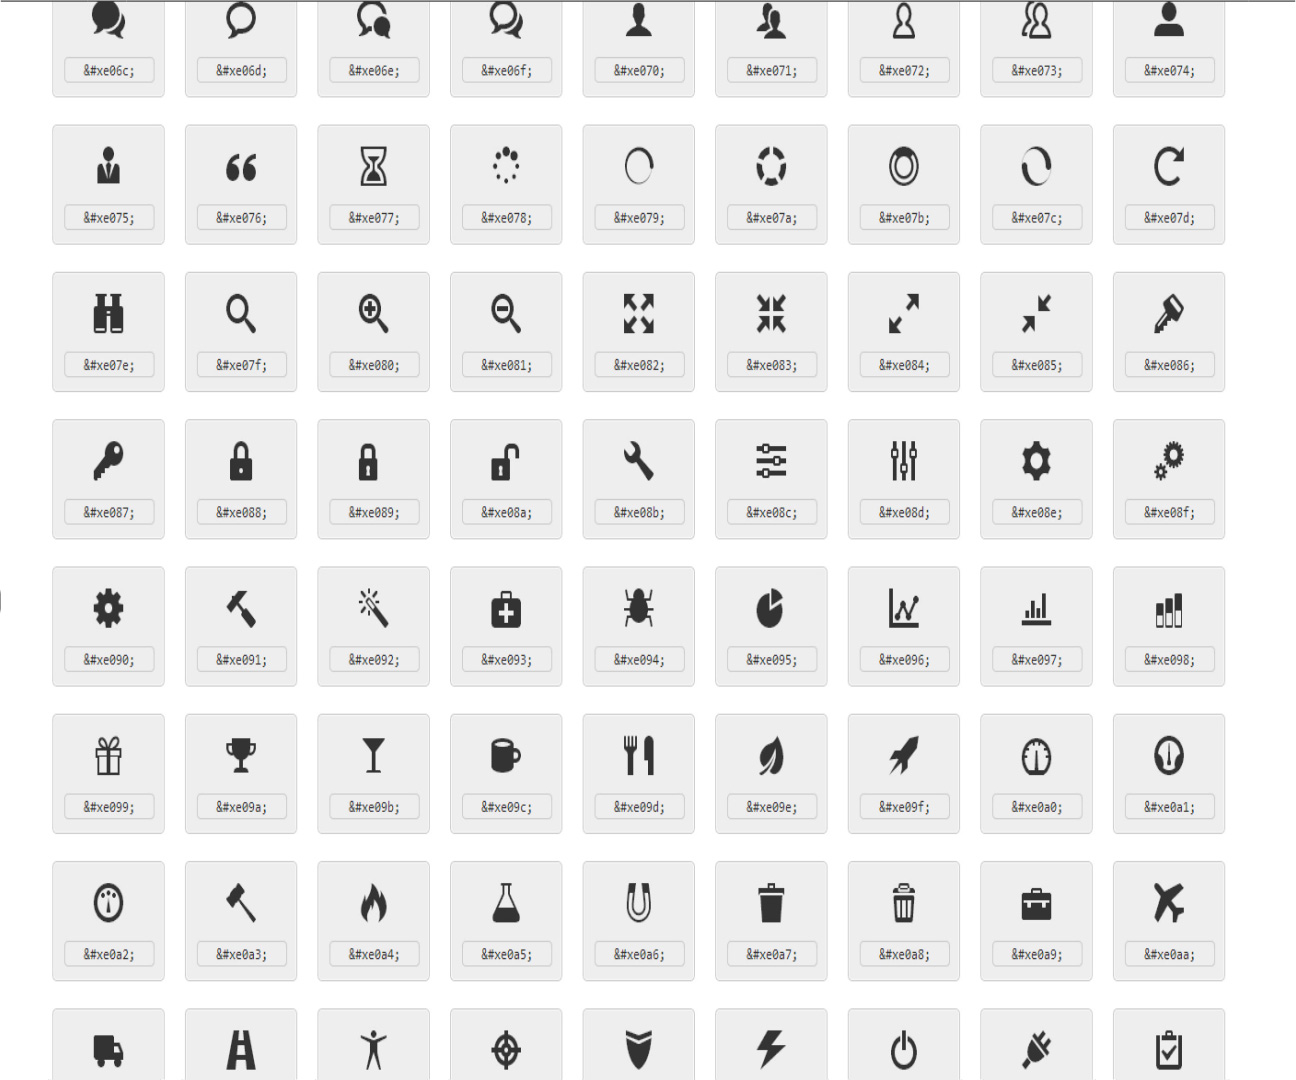 &#xe06c; &#xe06d; &#xe06e; &#xe06f; &#xe070; &#xe071; &#xe072; &#xe073; &#xe074;
&#xe075; &#xe076; &#xe077; &#xe078; &#xe079; &#xe07a; &#xe07b; &#xe07c; &#xe07d;
&#xe07e; &#xe07f; &#xe080; &#xe081; &#xe082; &#xe083; &#xe084; &#xe085; &#xe086;
&#xe087; &#xe088; &#xe089; &#xe08a; &#xe08b; &#xe08c; &#xe08d; &#xe08e; &#xe08f;
&#xe090; &#xe091; &#xe092; &#xe093; &#xe094; &#xe095; &#xe096; &#xe097; &#xe098;
&#xe099; &#xe09a; &#xe09b; &#xe09c; &#xe09d; &#xe09e; &#xe09f; &#xe0a0; &#xe0a1;
&#xe0a2; &#xe0a3; &#xe0a4; &#xe0a5; &#xe0a6; &#xe0a7; &#xe0a8; &#xe0a9; &#xe0aa;